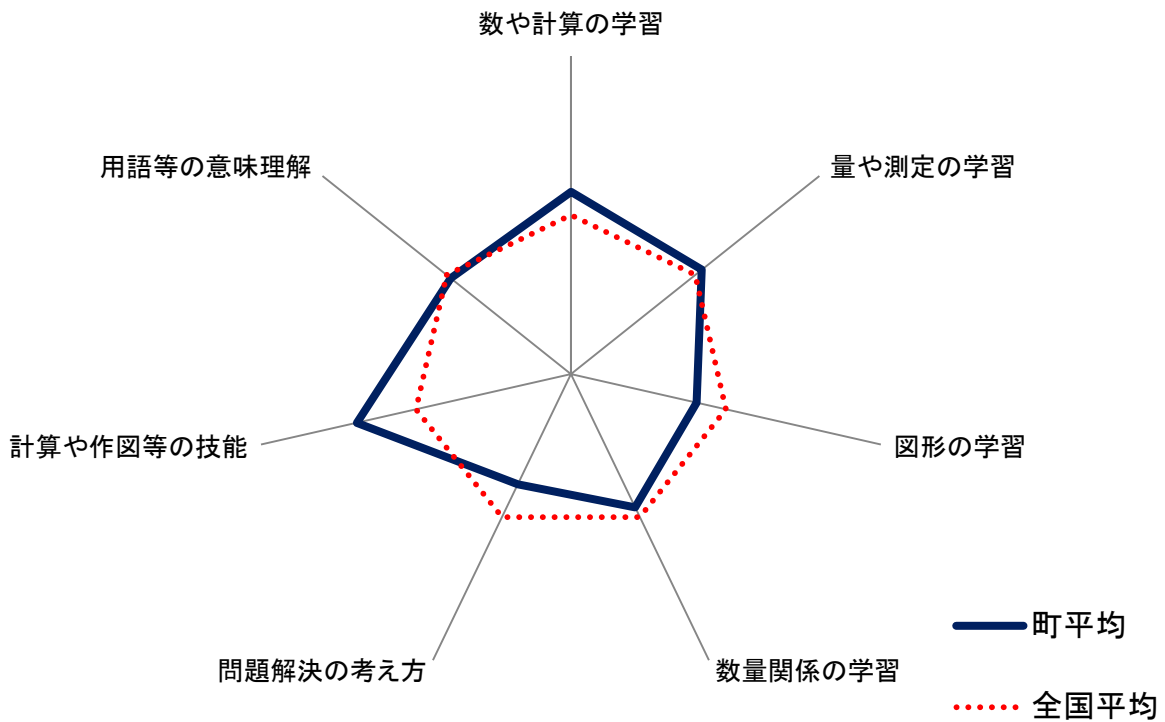 数や計算の学習
用語等の意味理解
量や測定の学習
計算や作図等の技能
図形の学習
問題解決の考え方
数量関係の学習
町平均
全国平均